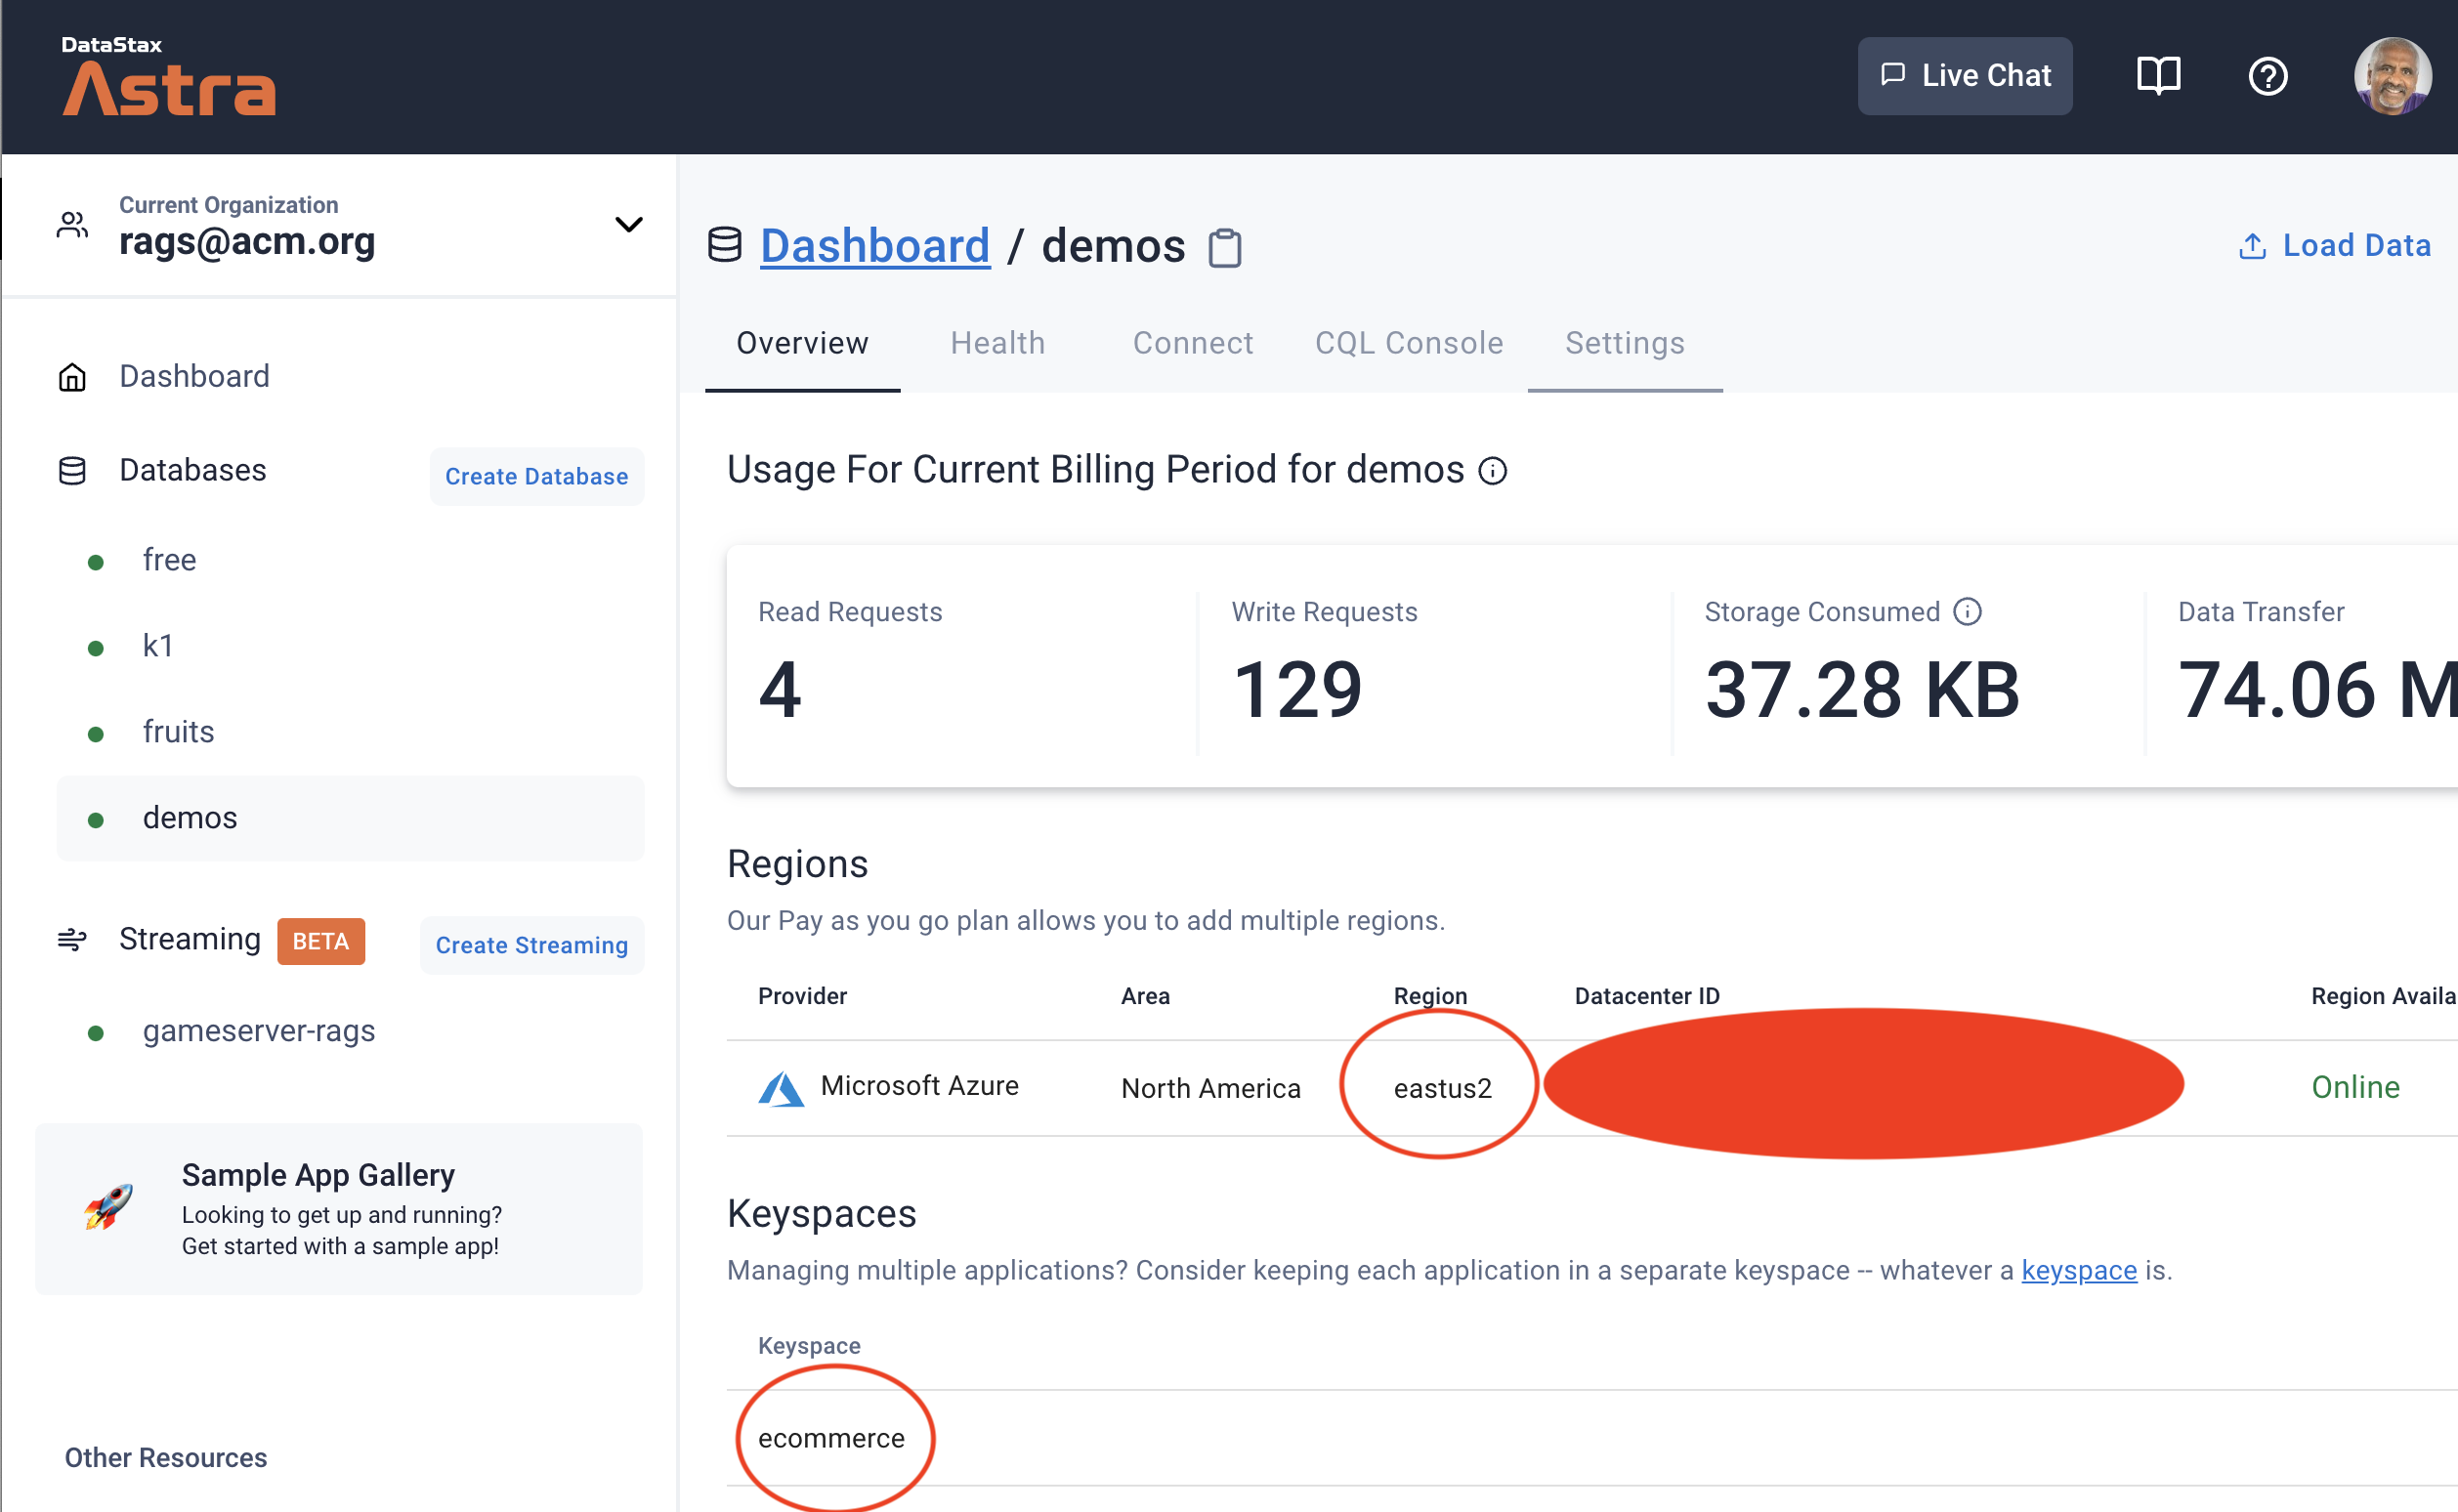 DataStax
Astra
Live Chat
Current Organization
rags@acm.org
Dashboard / demos
Load Data
Overview
Health
Connect
CQL Console
Settings
Dashboard
Databases
Create Database
free
k1
fruits
demos
Streaming
BETA
Create Streaming
gameserver-rags
Sample App Gallery
Looking to get up and running?
Get started with a sample app!
Other Resources
Usage For Current Billing Period for demos
Read Requests
4
Write Requests
129
Storage Consumed
37.28 KB
Data Transfer
74.06 M
Regions
Our Pay as you go plan allows you to add multiple regions.
Provider
Area
Region
Datacenter ID
Region Availa
Microsoft Azure
North America
eastus2
Online
Keyspaces
Managing multiple applications? Consider keeping each application in a separate keyspace -- whatever a keyspace is.
Keyspace
ecommerce